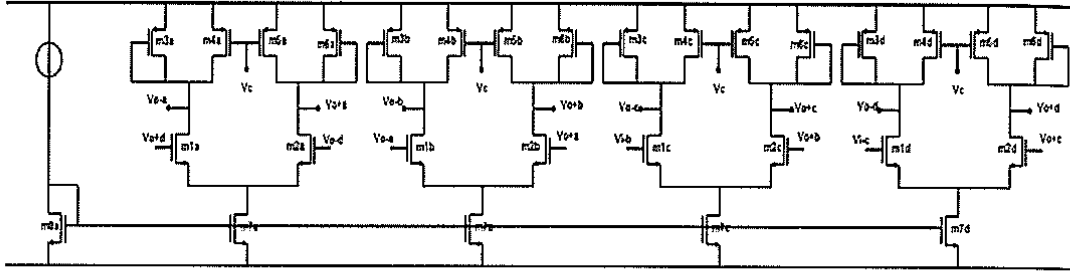 m3a m4a m5a m6a m3b m4b m5b m6b m3c m4c m5c m6c m3d m4d m5d m6d
Vc Vc Vc Vc
Vo-a Vo+a Vo-b Vo+b Vo-c Vo+c Vo-d Vo+d
Vo+d m1a m2a Vo-d Vo-a m1b m2b Vo+a Vi-b m1c m2c Vo+b Vi-c m1d m2d Vo+c
m8a m7a m7c m7d